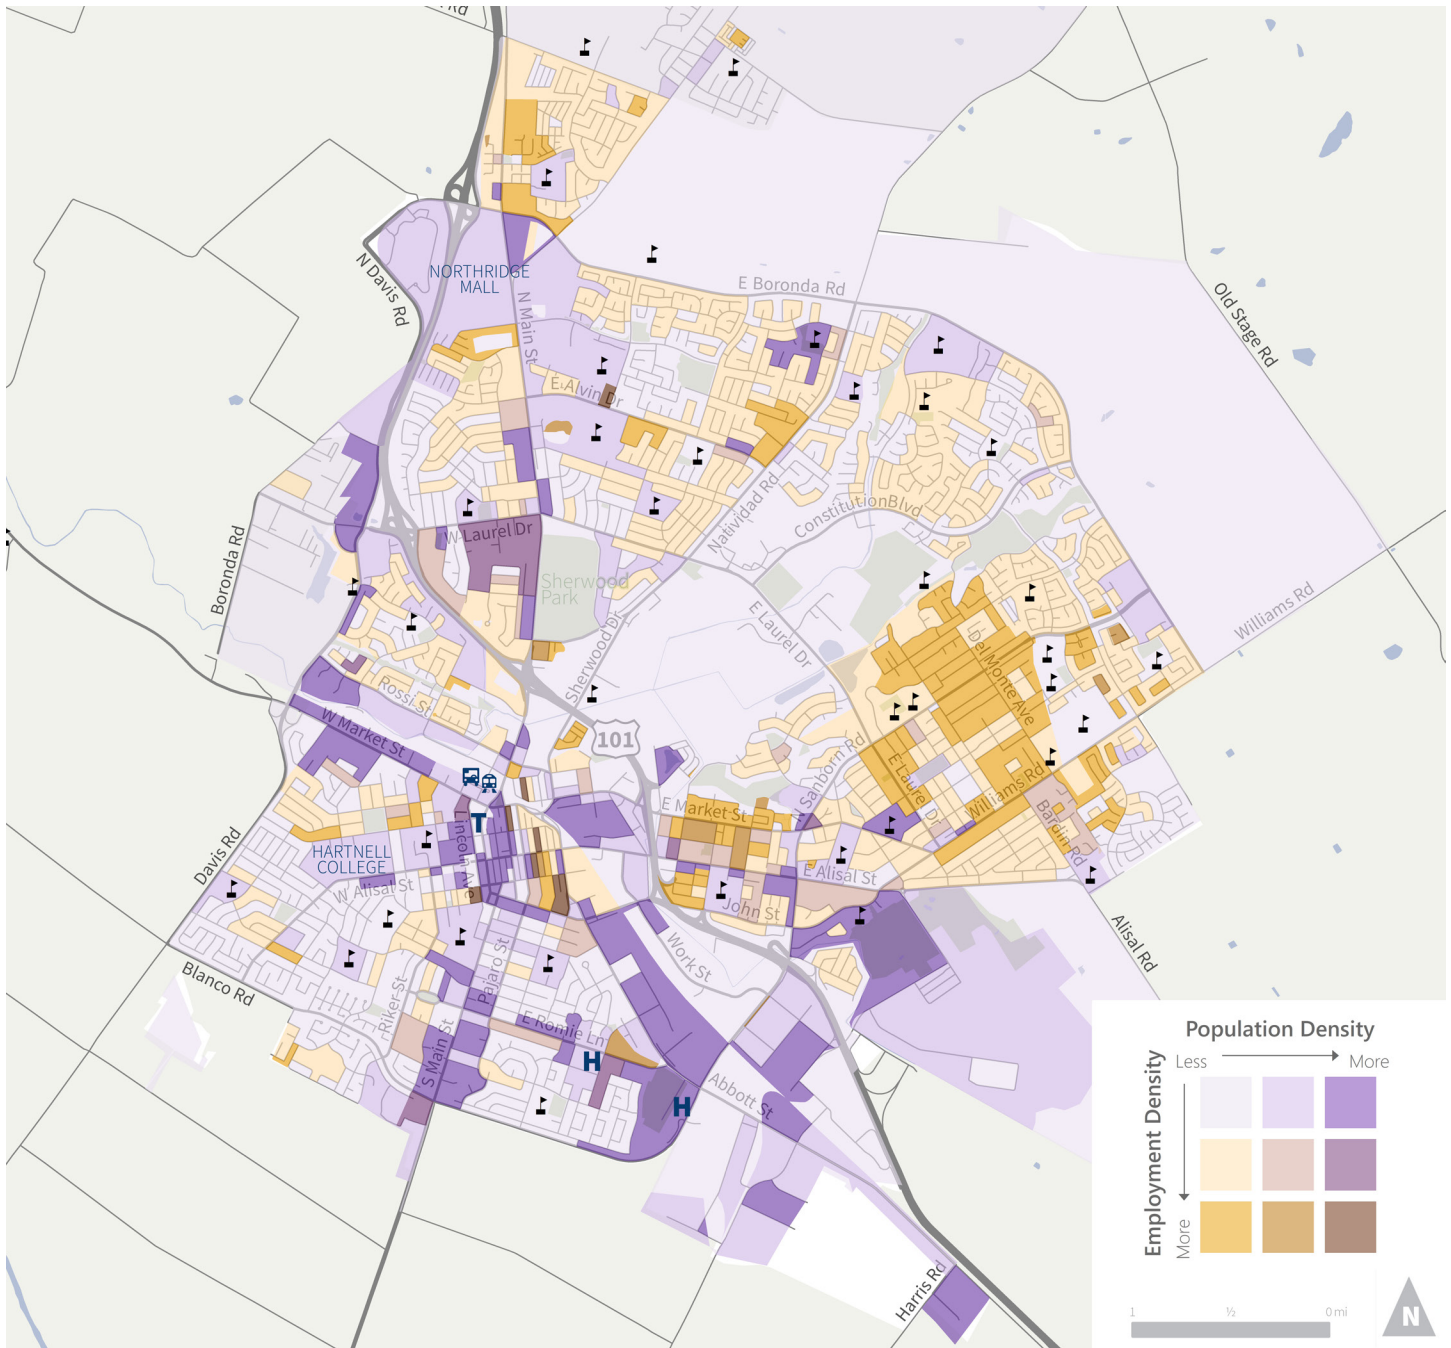 Rd
NORTHRIDGE
MALL
N Davis Rd
N Main St
E Boronda Rd
Old Stage Rd
E Alvin Dr
Natividad Rd
ConstitutionBlvd
W Laurel Dr
Boronda Rd
Sherwood
Park
E Laurel Dr
Sherwood Dr
Williams Rd
Del Monte Ave
Rossi St
W Market St
101
N Sanborn Rd
E Laurel Dr
Williams Rd
E Market St
Bardin Rd
T
Lincoln Ave
HARTNELL
COLLEGE
Davis Rd
W Alisal St
E Alisal St
John St
Alisal Rd
Work St
Pajaro St
Blanco Rd
Riker St
E Romie Ln
S Main St
H
H
Abbott St
Harris Rd
Population Density
Less
More
Employment Density
More
1
½
0 mi
N